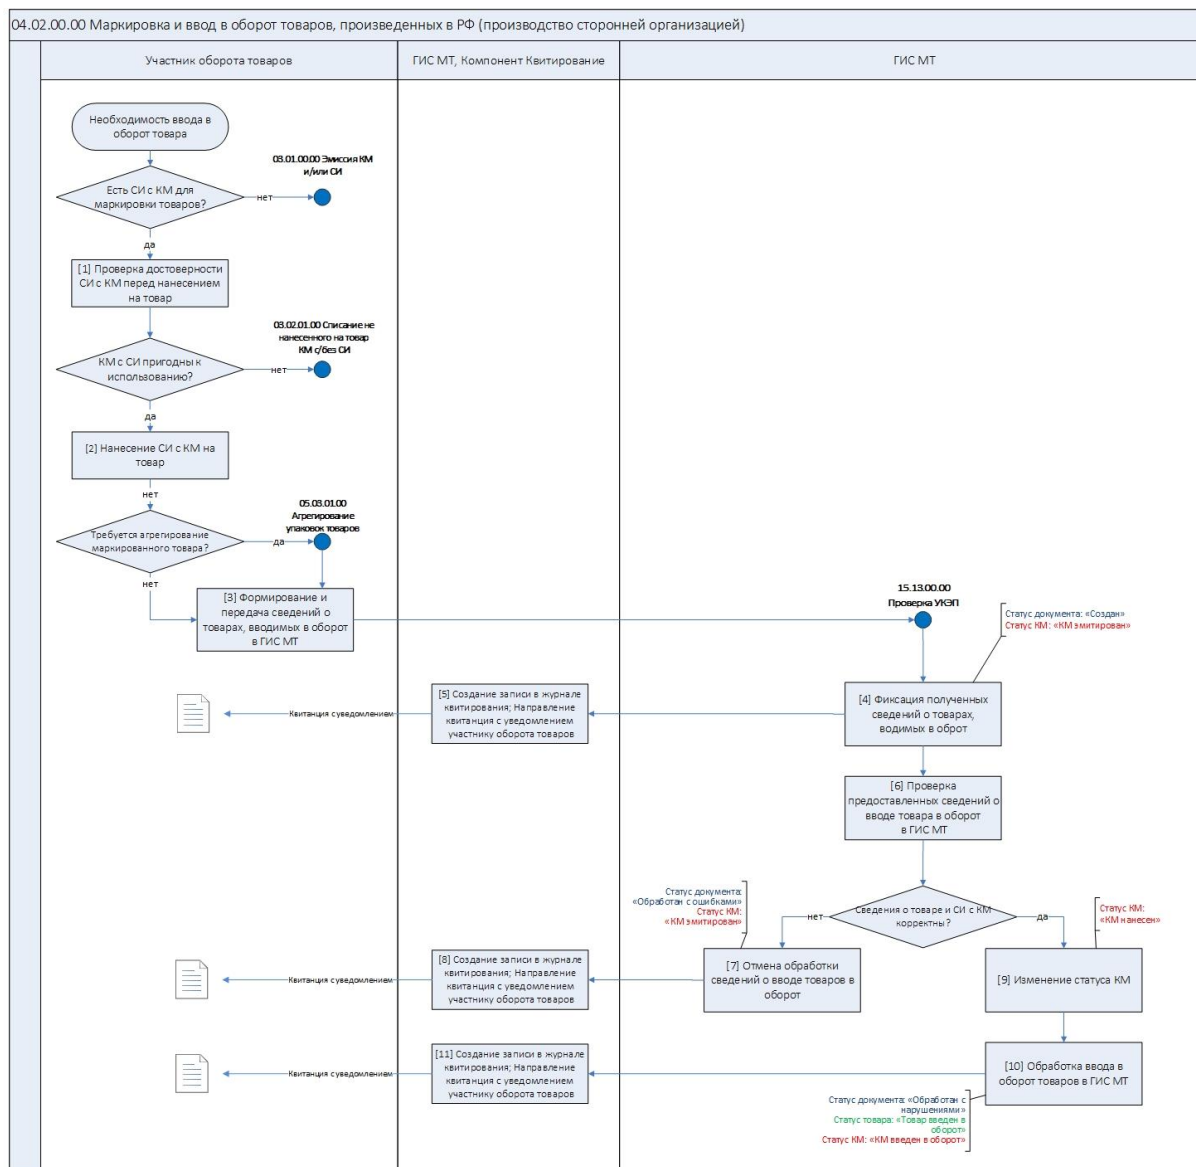 04.02.00.00 Маркировка и ввод в оборот товаров, произведенных в РФ (производство сторонней организацией)
Участник оборота товаров
ГИС МТ, Компонент Квитирование
ГИС МТ
Необходимость ввода в
оборот товара
03.01.00.00 Эмиссия КМ
и/или СИ
Есть СИ с КМ для
маркировки товаров?
нет
да
[1] Проверка достоверности
СИ с КМ перед нанесением
на товар
03.02.01.00 Списание не
нанесенного на товар
КМ с/без СИ
КМ с СИ пригодны к
использованию?
нет
да
[2] Нанесение СИ с КМ на
товар
нет
05.03.01.00
Агрегирование
упаковок товаров
Требуется агрегирование
маркированного товара?
да
нет
[3] Формирование и
передача сведений о
товарах, вводимых в оборот
в ГИС МТ
15.13.00.00
Проверка УКЭП
Статус документа: «Создан»
Статус КМ: «КМ эмитирован»
[4] Фиксация полученных
сведений о товарах,
водимых в оброт
[5] Создание записи в журнале
квитирования; Направление
квитанция с уведомлением
участнику оборота товаров
Квитанция с уведомлением
[6] Проверка
предоставленных сведений о
вводе товара в оборот
в ГИС МТ
Статус документа:
«Обработан с ошибками»
Статус КМ:
«КМ эмитирован»
Сведения о товаре и СИ с КМ
корректны?
нет
да
Статус КМ:
«КМ нанесен»
[7] Отмена обработки
сведений о вводе товаров в
оборот
[8] Создание записи в журнале
квитирования; Направление
квитанция с уведомлением
участнику оборота товаров
Квитанция с уведомлением
[9] Изменение статуса КМ
[10] Обработка ввода в
оборот товаров в ГИС МТ
[11] Создание записи в журнале
квитирования; Направление
квитанция с уведомлением
участнику оборота товаров
Квитанция с уведомлением
Статус документа: «Обработан с
нарушениями»
Статус товара: «Товар введен в
оборот»
Статус КМ: «КМ введен в оборот»